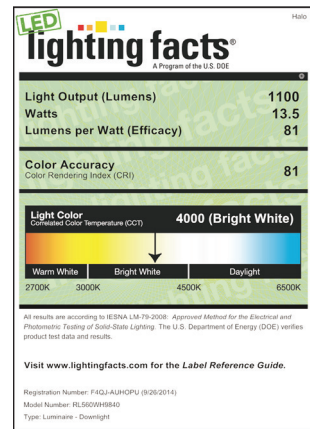 Halo
LED
lighting facts®
A Program of the U.S. DOE
Light Output (Lumens) 1100
Watts 13.5
Lumens per Watt (Efficacy) 81
Color Accuracy 81
Color Rendering Index (CRI)
Light Color 4000 (Bright White)
Correlated Color Temperature (CCT)
Warm White Bright White Daylight
2700K 3000K 4500K 6500K
All results are according to IESNA LM-79-2008: Approved Method for the Electrical and
Photometric Testing of Solid-State Lighting. The U.S. Department of Energy (DOE) verifies
product test data and results.
Visit www.lightingfacts.com for the Label Reference Guide.
Registration Number: F4QJ-AUHOPU (9/26/2014)
Model Number: RL560WH9840
Type: Luminaire - Downlight